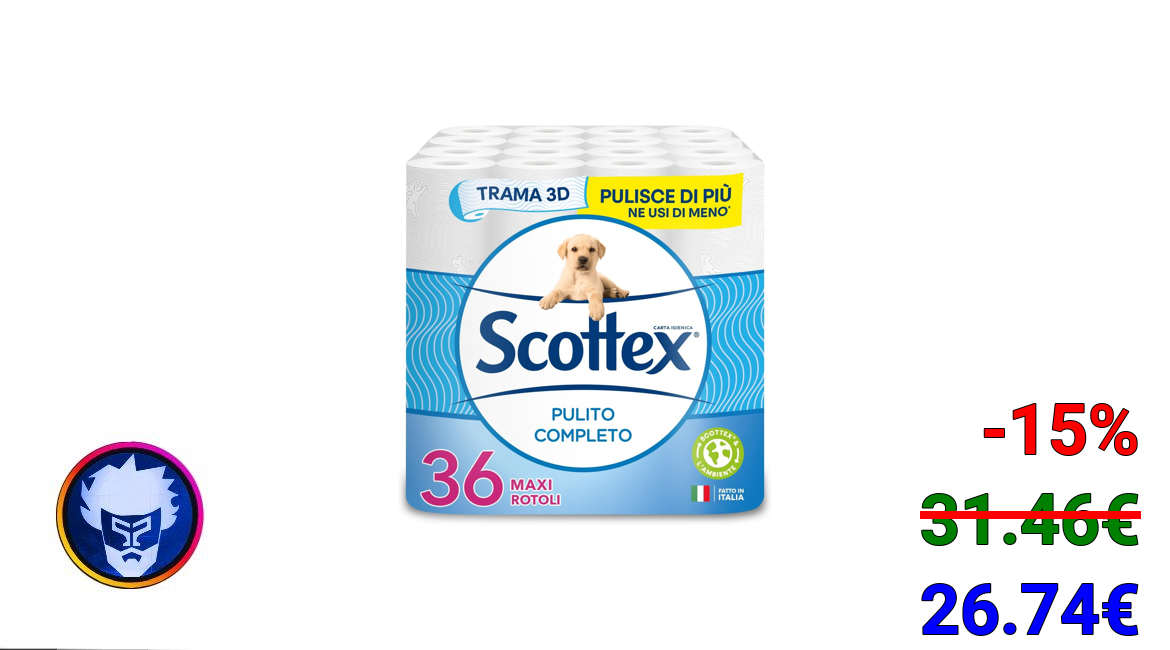 TRAMA 3D
PULISCE DI PIÙ
NE USI DI MENO*
CARTA IGIENICA
Scottex®
PULITO
COMPLETO
36 MAXI
ROTOLI
SCOTTEX® &
L'AMBIENTE
FATTO IN
ITALIA
-15%
31.46€
26.74€